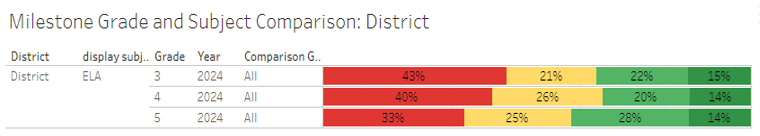 Milestone Grade and Subject Comparison: District
District display subj.. Grade Year Comparison G..
District ELA 3 2024 All 43% 21% 22% 15%
4 2024 All 40% 26% 20% 14%
5 2024 All 33% 25% 28% 14%